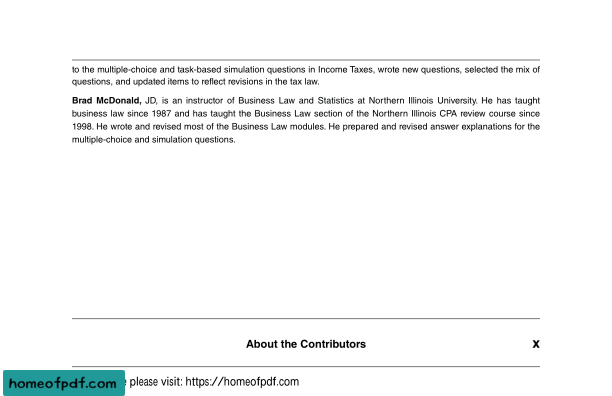 to the multiple-choice and task-based simulation questions in Income Taxes, wrote new questions, selected the mix of
questions, and updated items to reflect revisions in the tax law.
Brad McDonald, JD, is an instructor of Business Law and Statistics at Northern Illinois University. He has taught
business law since 1987 and has taught the Business Law section of the Northern Illinois CPA review course since
1998. He wrote and revised most of the Business Law modules. He prepared and revised answer explanations for the
multiple-choice and simulation questions.
About the Contributors x
homeofpdf.com please visit: https://homeofpdf.com